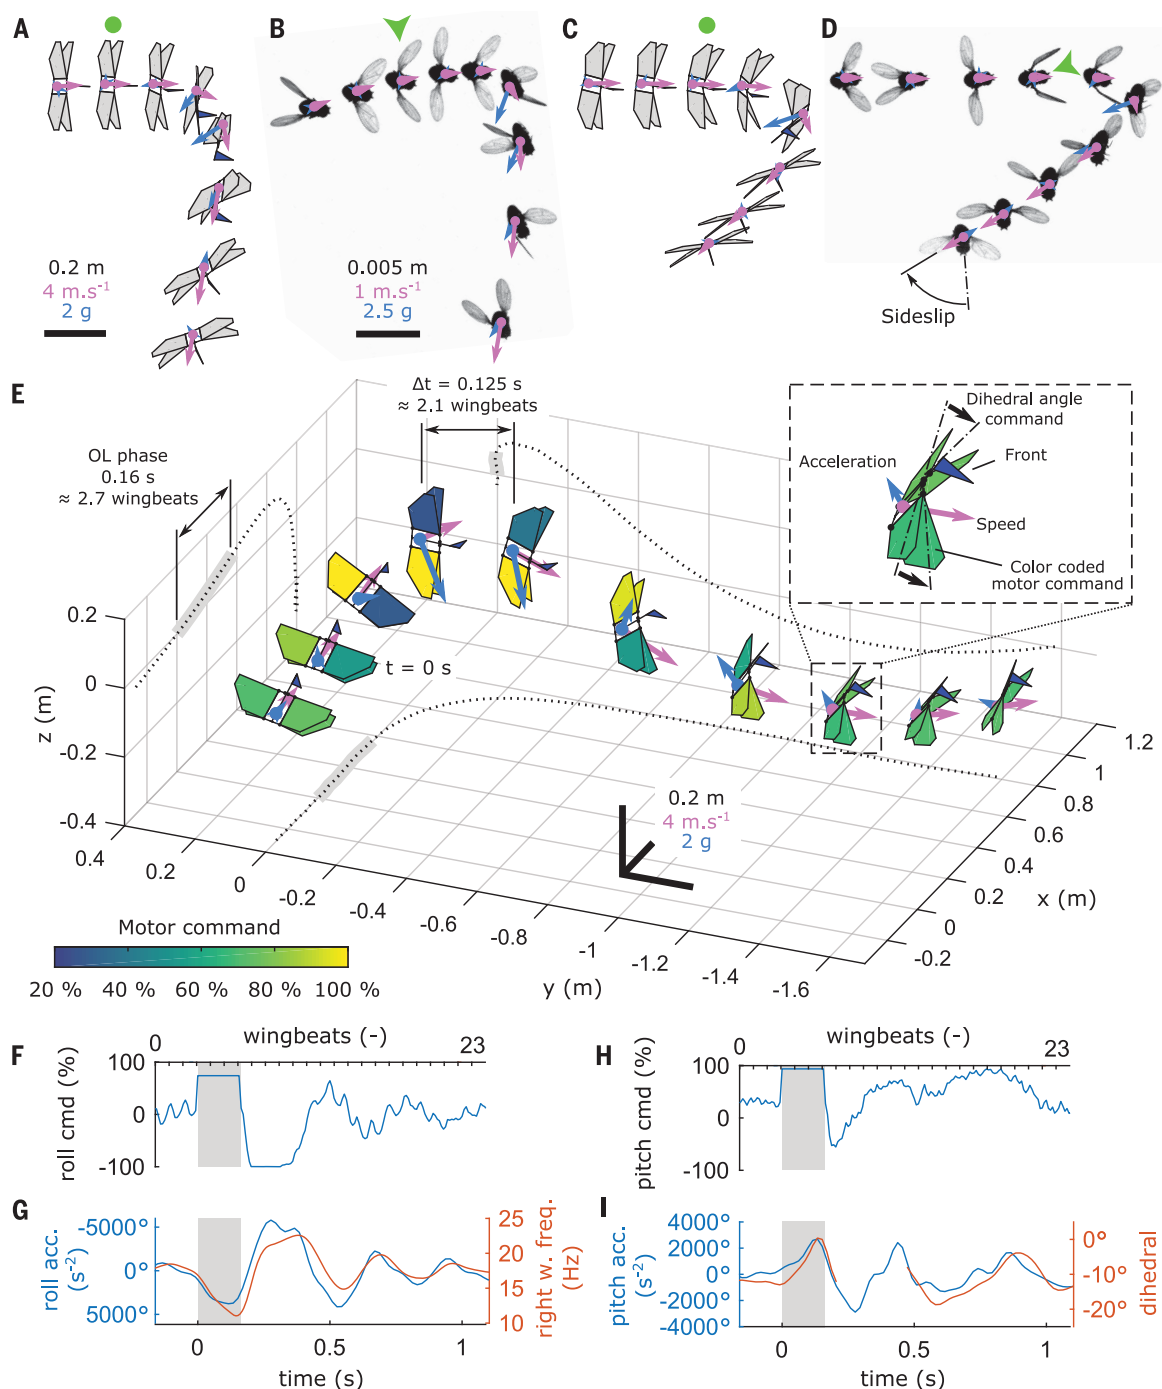 A
B
C
D
0.2 m
4 m.s⁻¹
2 g
0.005 m
1 m.s⁻¹
2.5 g
Sideslip
E
Δt = 0.125 s
≈ 2.1 wingbeats
OL phase
0.16 s
≈ 2.7 wingbeats
Dihedral angle
command
Acceleration
Front
Speed
Color coded
motor command
t = 0 s
z (m)
0.2
0
-0.2
-0.4
0.4
0.2
0
-0.2
-0.4
-0.6
-0.8
-1
-1.2
-1.4
-1.6
y (m)
1.2
1
0.8
0.6
0.4
0.2
0
-0.2
x (m)
0.2 m
4 m.s⁻¹
2 g
Motor command
20 % 40 % 60 % 80 % 100 %
F
wingbeats (-)
0 23
roll cmd (%)
100
0
-100
H
wingbeats (-)
0 23
pitch cmd (%)
100
0
-100
G
roll acc.
(s⁻²)
-5000°
0°
5000°
right w. freq.
(Hz)
25
20
15
10
0 0.5 1
time (s)
I
pitch acc.
(s⁻²)
4000°
2000°
0°
-2000°
-4000°
dihedral
0°
-10°
-20°
0 0.5 1
time (s)